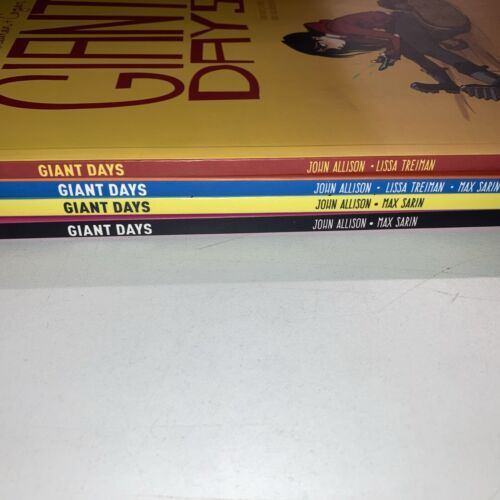 GIANT
DAYS
GIANT DAYS JOHN ALLISON • LISSA TREIMAN
GIANT DAYS JOHN ALLISON • LISSA TREIMAN • MAX SARIN
GIANT DAYS JOHN ALLISON • MAX SARIN
GIANT DAYS JOHN ALLISON • MAX SARIN